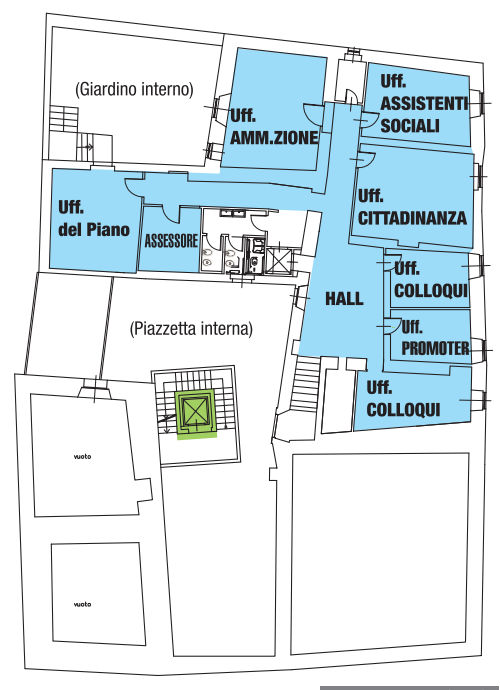 (Giardino interno)
Uff.
AMM.ZIONE
Uff.
ASSISTENTI
SOCIALI
Uff.
CITTADINANZA
Uff.
del Piano
ASSESSORE
Uff.
COLLOQUI
HALL
(Piazzetta interna)
Uff.
PROMOTER
Uff.
COLLOQUI
vuoto
vuoto